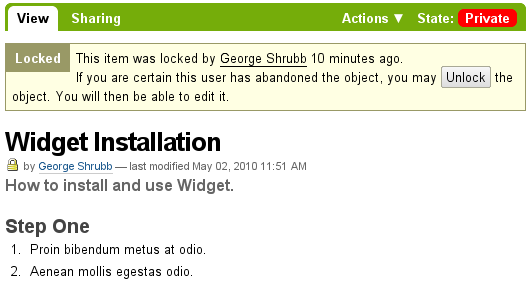 View Sharing Actions ▼ State: Private
Locked This item was locked by George Shrubb 10 minutes ago.
If you are certain this user has abandoned the object, you may Unlock the
object. You will then be able to edit it.
Widget Installation
by George Shrubb — last modified May 02, 2010 11:51 AM
How to install and use Widget.
Step One
1. Proin bibendum metus at odio.
2. Aenean mollis egestas odio.